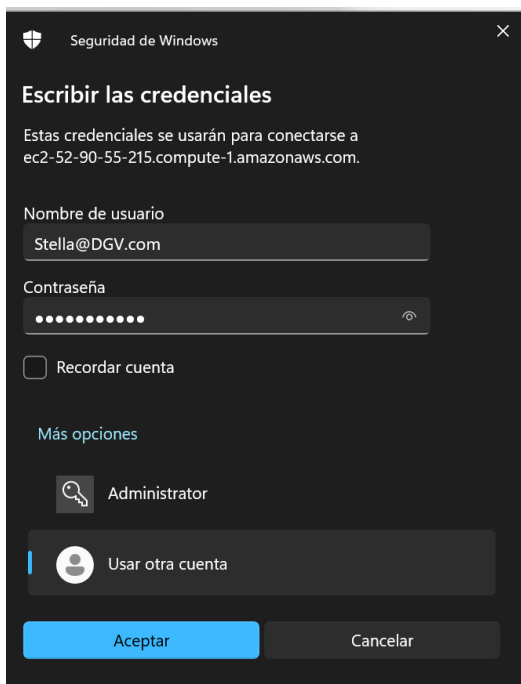 Seguridad de Windows
Escribir las credenciales
Estas credenciales se usarán para conectarse a
ec2-52-90-55-215.compute-1.amazonaws.com.
Nombre de usuario
Stella@DGV.com
Contraseña
●●●●●●●●●●●
Recordar cuenta
Más opciones
Administrator
Usar otra cuenta
Aceptar
Cancelar